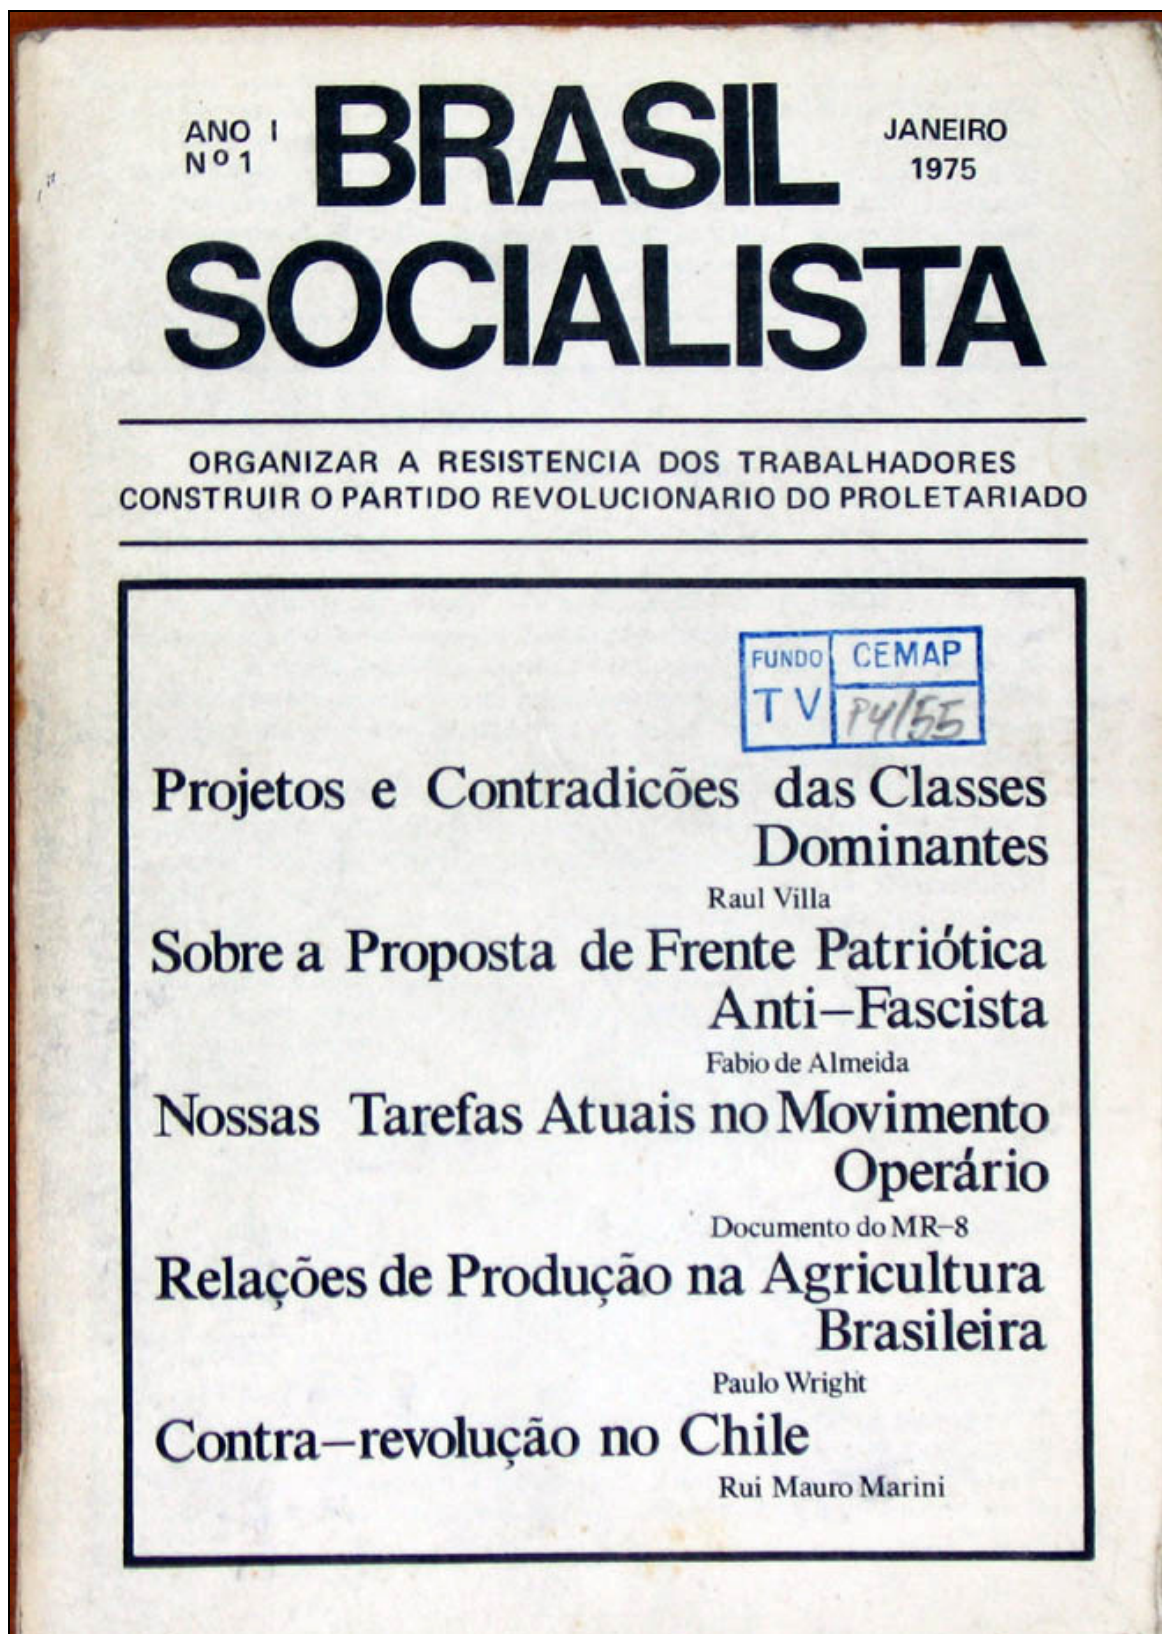 ANO I
Nº 1
BRASIL
JANEIRO
1975
SOCIALISTA
ORGANIZAR A RESISTENCIA DOS TRABALHADORES
CONSTRUIR O PARTIDO REVOLUCIONARIO DO PROLETARIADO
FUNDO
TV
CEMAP
P4/55
Projetos e Contradicões das Classes
Dominantes
Raul Villa
Sobre a Proposta de Frente Patriótica
Anti—Fascista
Fabio de Almeida
Nossas Tarefas Atuais no Movimento
Operário
Documento do MR—8
Relações de Produção na Agricultura
Brasileira
Paulo Wright
Contra—revolução no Chile
Rui Mauro Marini